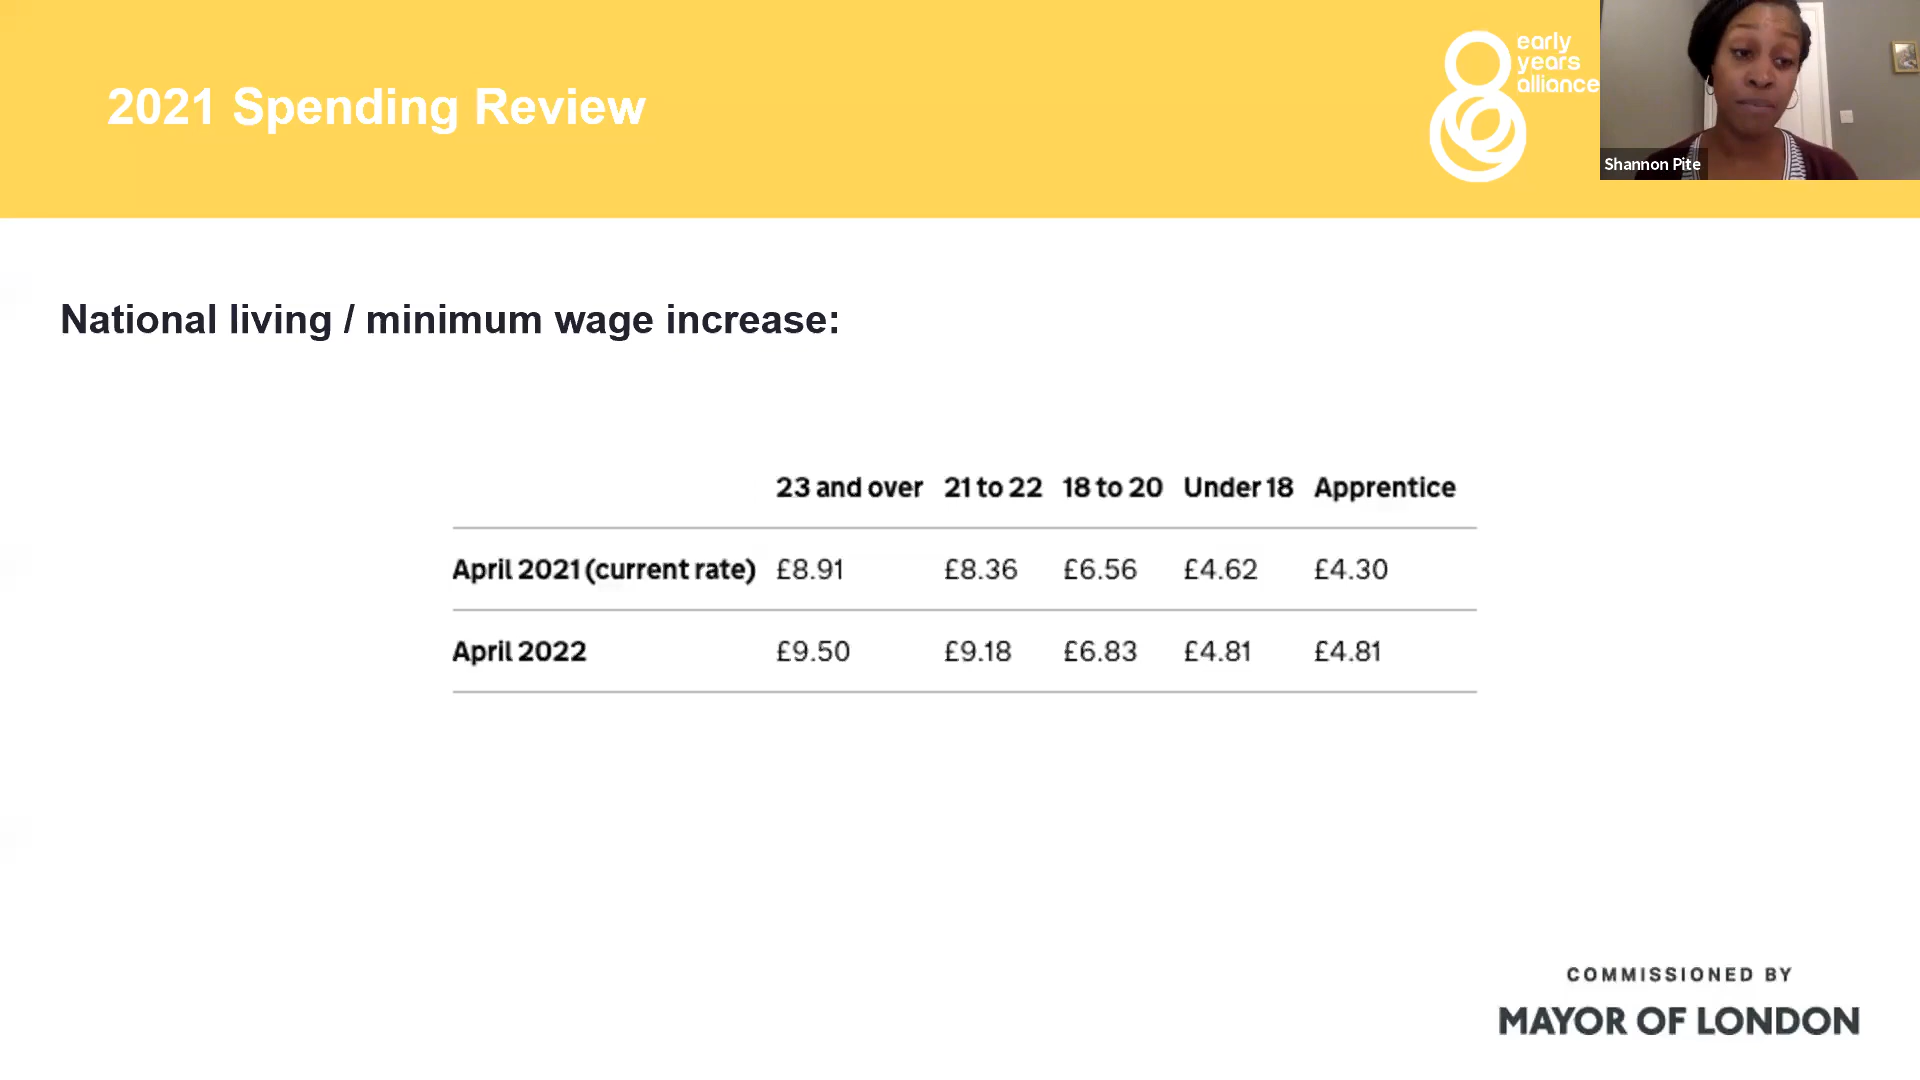 2021 Spending Review
early
years
alliance
Shannon Pite
National living / minimum wage increase:
23 and over 21 to 22 18 to 20 Under 18 Apprentice
April 2021 (current rate) £8.91 £8.36 £6.56 £4.62 £4.30
April 2022 £9.50 £9.18 £6.83 £4.81 £4.81
COMMISSIONED BY
MAYOR OF LONDON